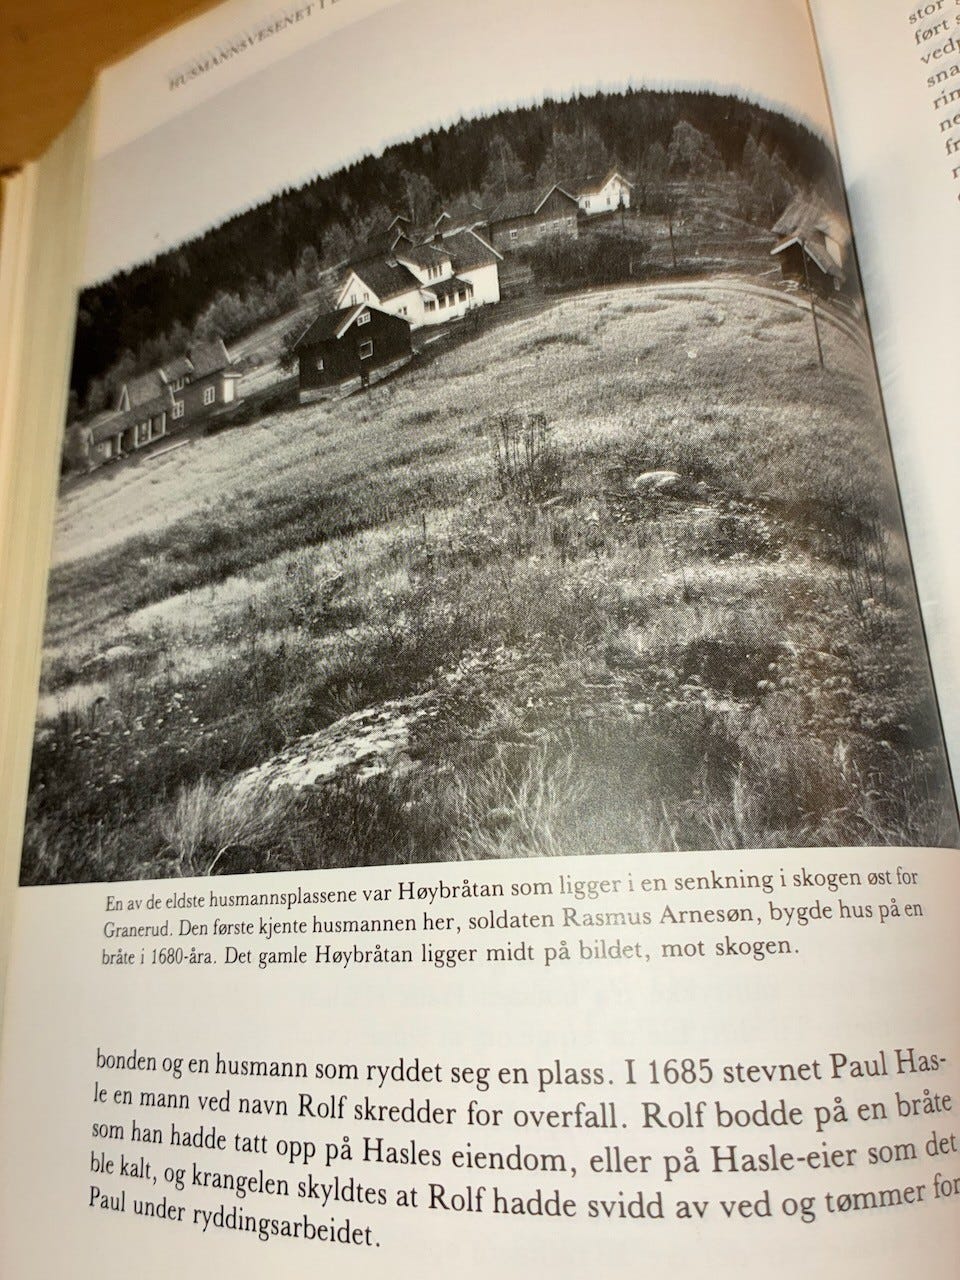 HUSMANNSVESENET I
En av de eldste husmannsplassene var Høybråtan som ligger i en senkning i skogen øst for
Granerud. Den første kjente husmannen her, soldaten Rasmus Arnesøn, bygde hus på en
bråte i 1680-åra. Det gamle Høybråtan ligger midt på bildet, mot skogen.
bonden og en husmann som ryddet seg en plass. I 1685 stevnet Paul Has-
le en mann ved navn Rolf skredder for overfall. Rolf bodde på en bråte
som han hadde tatt opp på Hasles eiendom, eller på Hasle-eier som det
ble kalt, og krangelen skyldtes at Rolf hadde svidd av ved og tømmer for
Paul under ryddingsarbeidet.
stor
ført